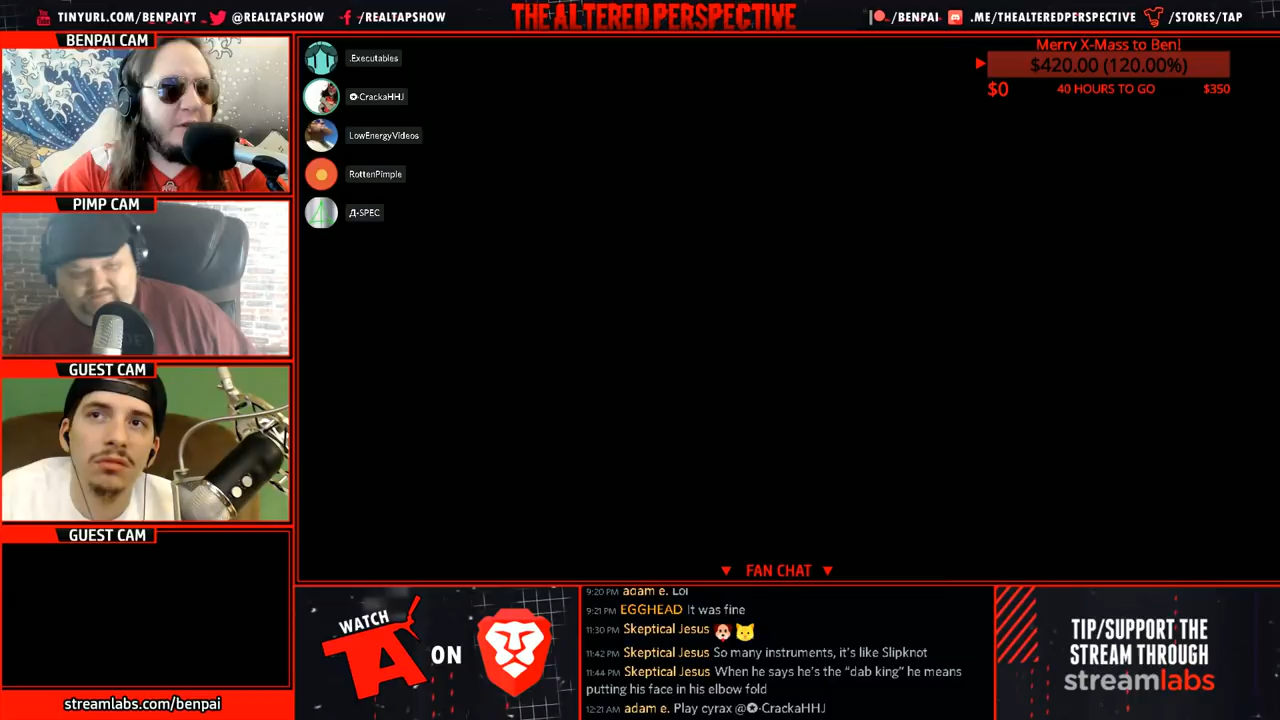 TINYURL.COM/BENPAIYT @REALTAPSHOW /REALTAPSHOW THE ALTERED PERSPECTIVE /BENPAI .ME/THEALTEREDPERSPECTIVE /STORES/TAP
BENPAI CAM
PIMP CAM
GUEST CAM
GUEST CAM
streamlabs.com/benpai
.Executables
✪·CrackaHHJ
LowEnergyVideos
RottenPimple
Д-SPEC
Merry X-Mass to Ben!
$420.00 (120.00%)
$0 40 HOURS TO GO $350
FAN CHAT
WATCH
TA ON
9:20 PM adam e. Lol
9:21 PM EGGHEAD It was fine
11:30 PM Skeptical Jesus
11:42 PM Skeptical Jesus So many instruments, it's like Slipknot
11:44 PM Skeptical Jesus When he says he's the “dab king” he means
putting his face in his elbow fold
12:21 AM adam e. Play cyrax @✪·CrackaHHJ
TIP/SUPPORT THE
STREAM THROUGH
streamlabs